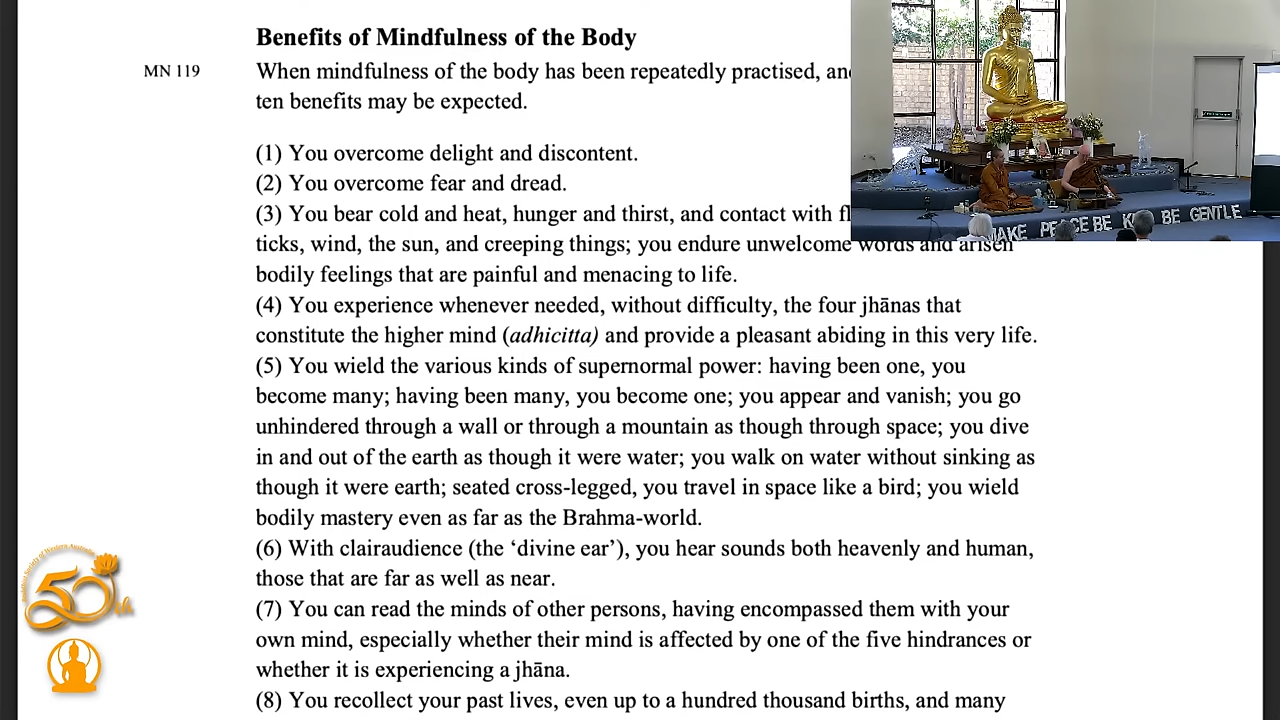 Benefits of Mindfulness of the Body
MN 119
When mindfulness of the body has been repeatedly practised,
ten benefits may be expected.
(1) You overcome delight and discontent.
(2) You overcome fear and dread.
(3) You bear cold and heat, hunger and thirst, and contact with
ticks, wind, the sun, and creeping things; you endure unwelcome words and arisen
bodily feelings that are painful and menacing to life.
(4) You experience whenever needed, without difficulty, the four jhānas that
constitute the higher mind (adhicitta) and provide a pleasant abiding in this very life.
(5) You wield the various kinds of supernormal power: having been one, you
become many; having been many, you become one; you appear and vanish; you go
unhindered through a wall or through a mountain as though through space; you dive
in and out of the earth as though it were water; you walk on water without sinking as
though it were earth; seated cross-legged, you travel in space like a bird; you wield
bodily mastery even as far as the Brahma-world.
(6) With clairaudience (the ‘divine ear’), you hear sounds both heavenly and human,
those that are far as well as near.
(7) You can read the minds of other persons, having encompassed them with your
own mind, especially whether their mind is affected by one of the five hindrances or
whether it is experiencing a jhāna.
(8) You recollect your past lives, even up to a hundred thousand births, and many
MAKE PEACE BE BE GENTLE
50th